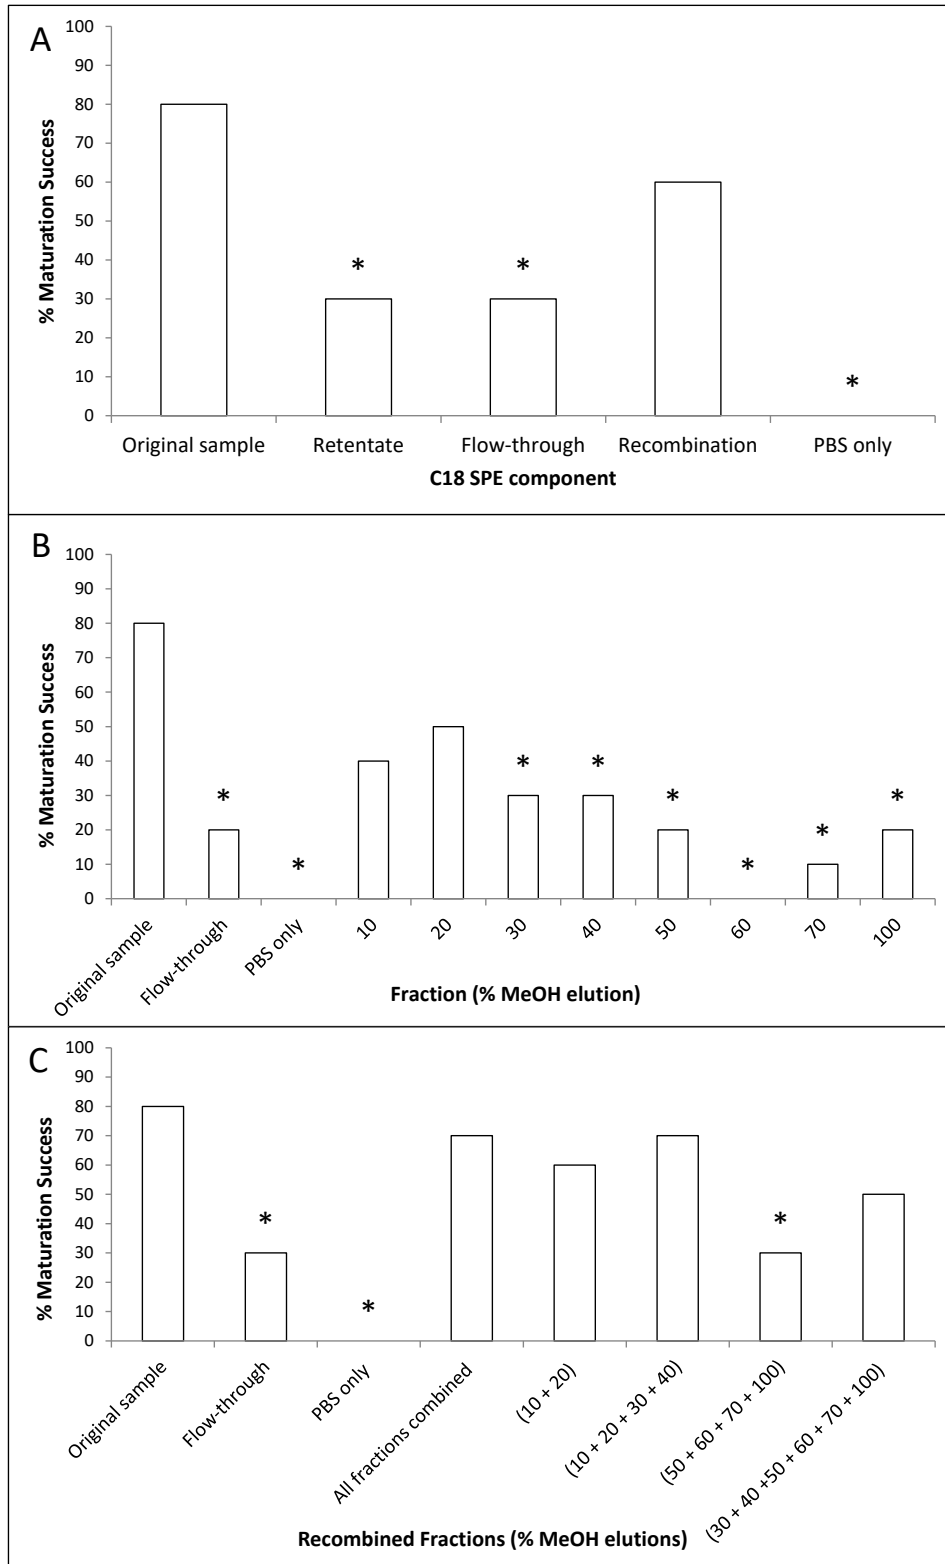 A
100
90
80
70
60
50
40
30
20
10
0
% Maturation Success
*
*
*
Original sample
Retentate
Flow-through
Recombination
PBS only
C18 SPE component
B
100
90
80
70
60
50
40
30
20
10
0
% Maturation Success
*
*
*
*
*
*
*
*
Original sample
Flow-through
PBS only
10
20
30
40
50
60
70
100
Fraction (% MeOH elution)
C
100
90
80
70
60
50
40
30
20
10
0
% Maturation Success
*
*
*
Original sample
Flow-through
PBS only
All fractions combined
(10 + 20)
(10 + 20 + 30 + 40)
(50 + 60 + 70 + 100)
(30 + 40 +50 + 60 + 70 + 100)
Recombined Fractions (% MeOH elutions)